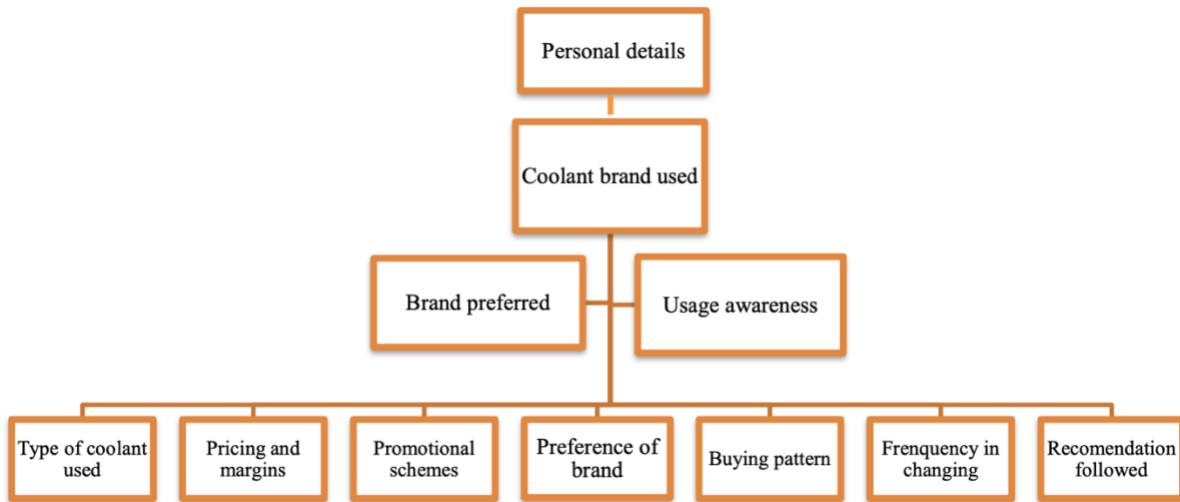 Personal details
Coolant brand used
Brand preferred
Usage awareness
Type of coolant
used
Pricing and
margins
Promotional
schemes
Preference of
brand
Buying pattern
Frenquency in
changing
Recomendation
followed